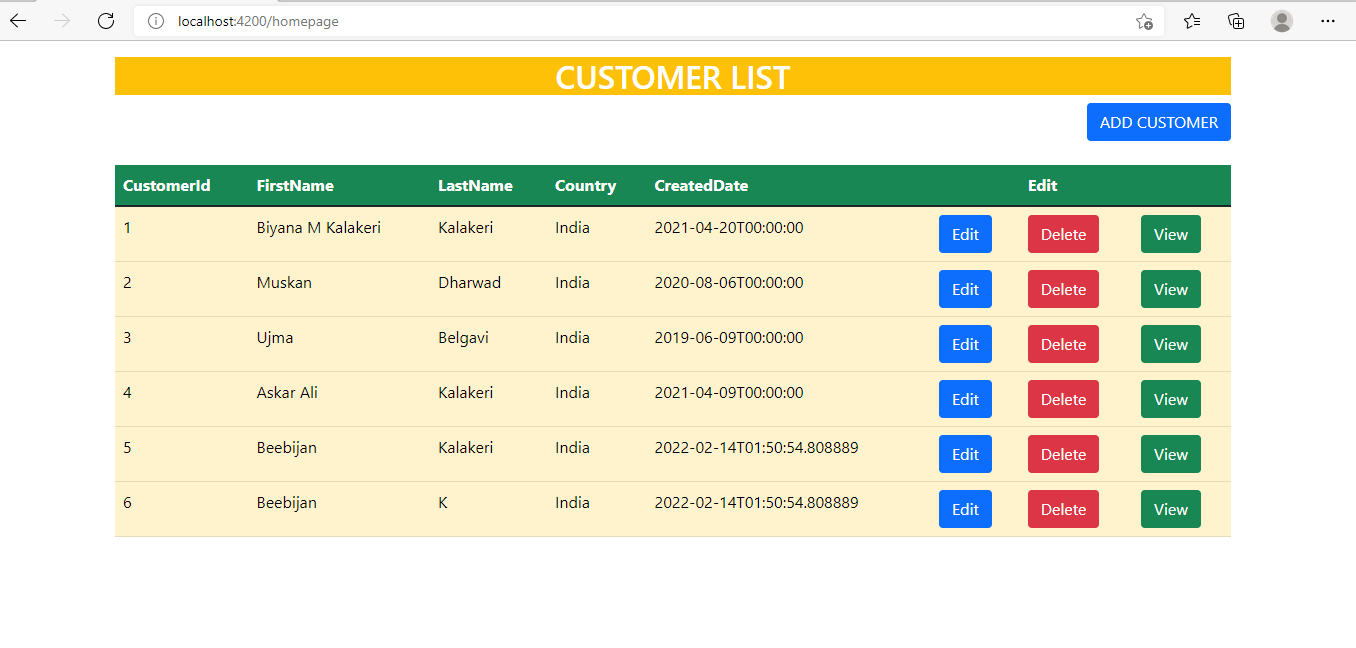 localhost:4200/homepage
CUSTOMER LIST
ADD CUSTOMER
CustomerId FirstName LastName Country CreatedDate Edit
1 Biyana M Kalakeri Kalakeri India 2021-04-20T00:00:00 Edit Delete View
2 Muskan Dharwad India 2020-08-06T00:00:00 Edit Delete View
3 Ujma Belgavi India 2019-06-09T00:00:00 Edit Delete View
4 Askar Ali Kalakeri India 2021-04-09T00:00:00 Edit Delete View
5 Beebijan Kalakeri India 2022-02-14T01:50:54.808889 Edit Delete View
6 Beebijan K India 2022-02-14T01:50:54.808889 Edit Delete View